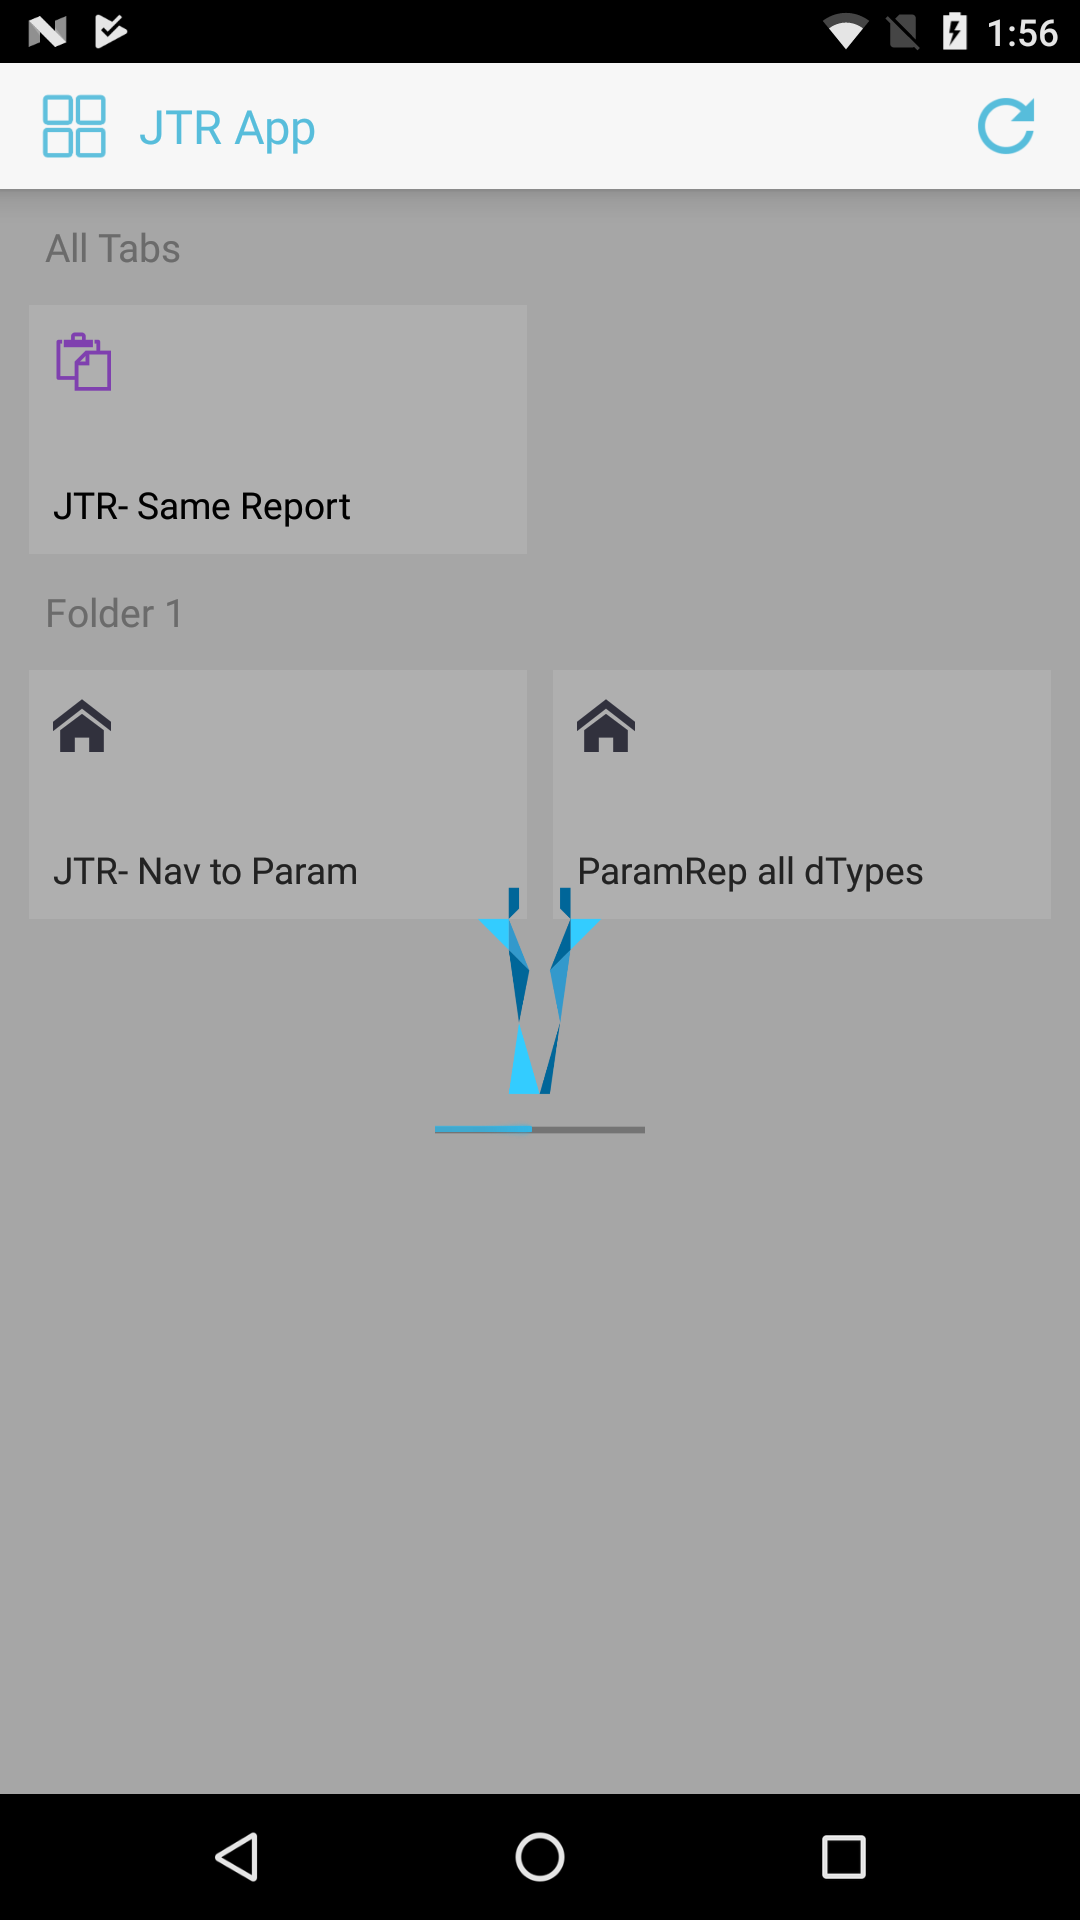 1:56
JTR App
All Tabs
JTR- Same Report
Folder 1
JTR- Nav to Param
ParamRep all dTypes